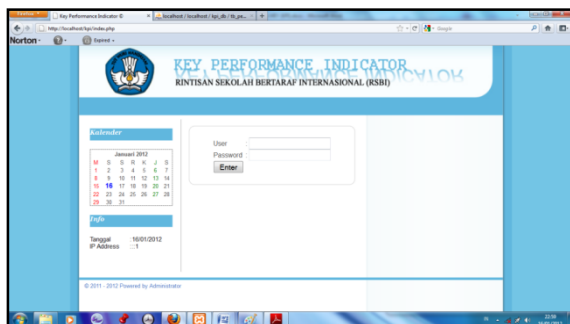 Key Performance Indicator ©
localhost / localhost / kpi_db / tb_pe...
http://localhost/kpi/index.php
Google
Norton
Expired
KEY PERFORMANCE INDICATOR
RINTISAN SEKOLAH BERTARAF INTERNASIONAL (RSBI)
Kalender
Januari 2012
M S S R K J S
1 2 3 4 5 6 7
8 9 10 11 12 13 14
15 16 17 18 19 20 21
22 23 24 25 26 27 28
29 30 31
User :
Password :
Enter
Info
Tanggal :16/01/2012
IP Address :::1
© 2011 - 2012 Powered by Administrator
22:58